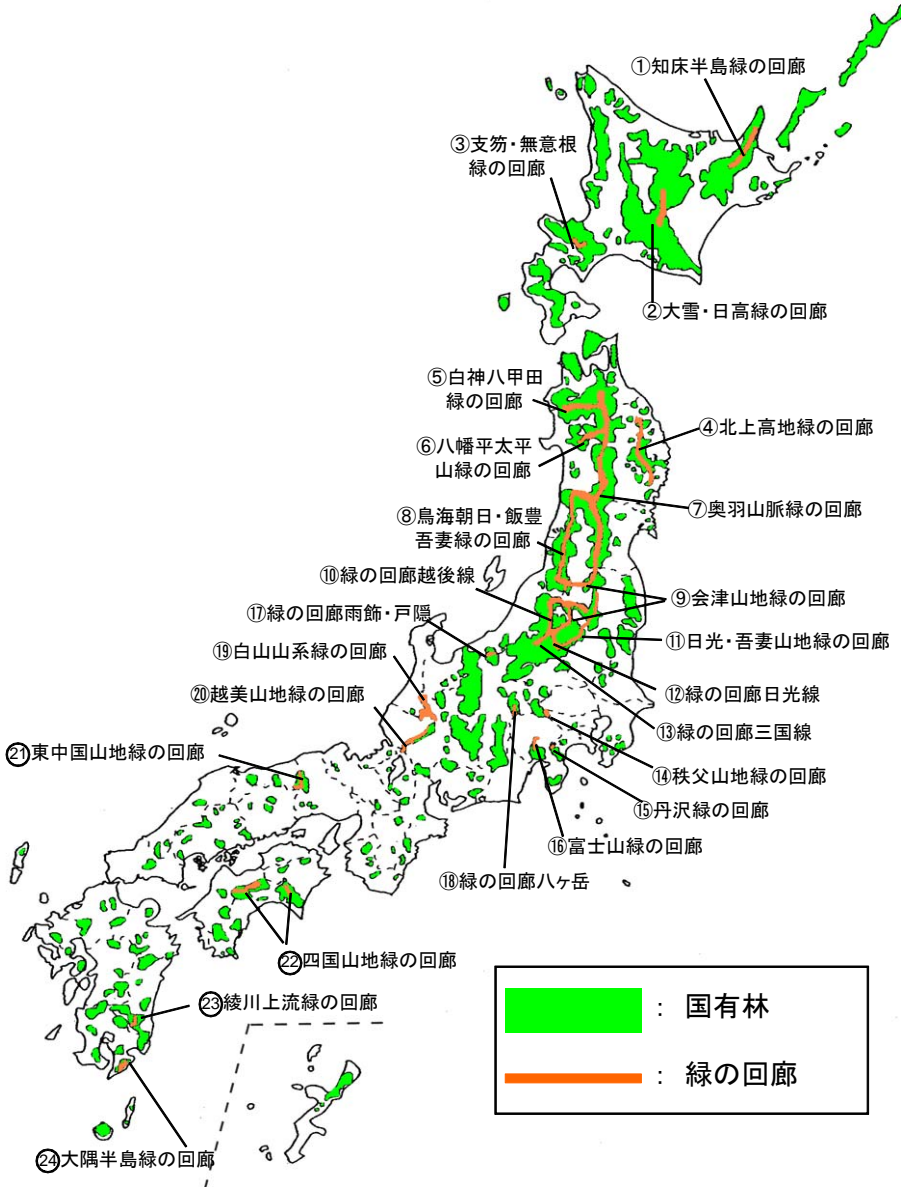 ①知床半島緑の回廊
③支笏・無意根
緑の回廊
②大雪・日高緑の回廊
⑤白神八甲田
緑の回廊
④北上高地緑の回廊
⑥八幡平太平
山緑の回廊
⑦奥羽山脈緑の回廊
⑧鳥海朝日・飯豊
吾妻緑の回廊
⑩緑の回廊越後線
⑨会津山地緑の回廊
⑰緑の回廊雨飾・戸隠
⑪日光・吾妻山地緑の回廊
⑲白山山系緑の回廊
⑫緑の回廊日光線
⑳越美山地緑の回廊
⑬緑の回廊三国線
㉑東中国山地緑の回廊
⑭秩父山地緑の回廊
⑮丹沢緑の回廊
⑯富士山緑の回廊
⑱緑の回廊八ヶ岳
㉒四国山地緑の回廊
㉓綾川上流緑の回廊
㉔大隅半島緑の回廊
： 国有林
： 緑の回廊